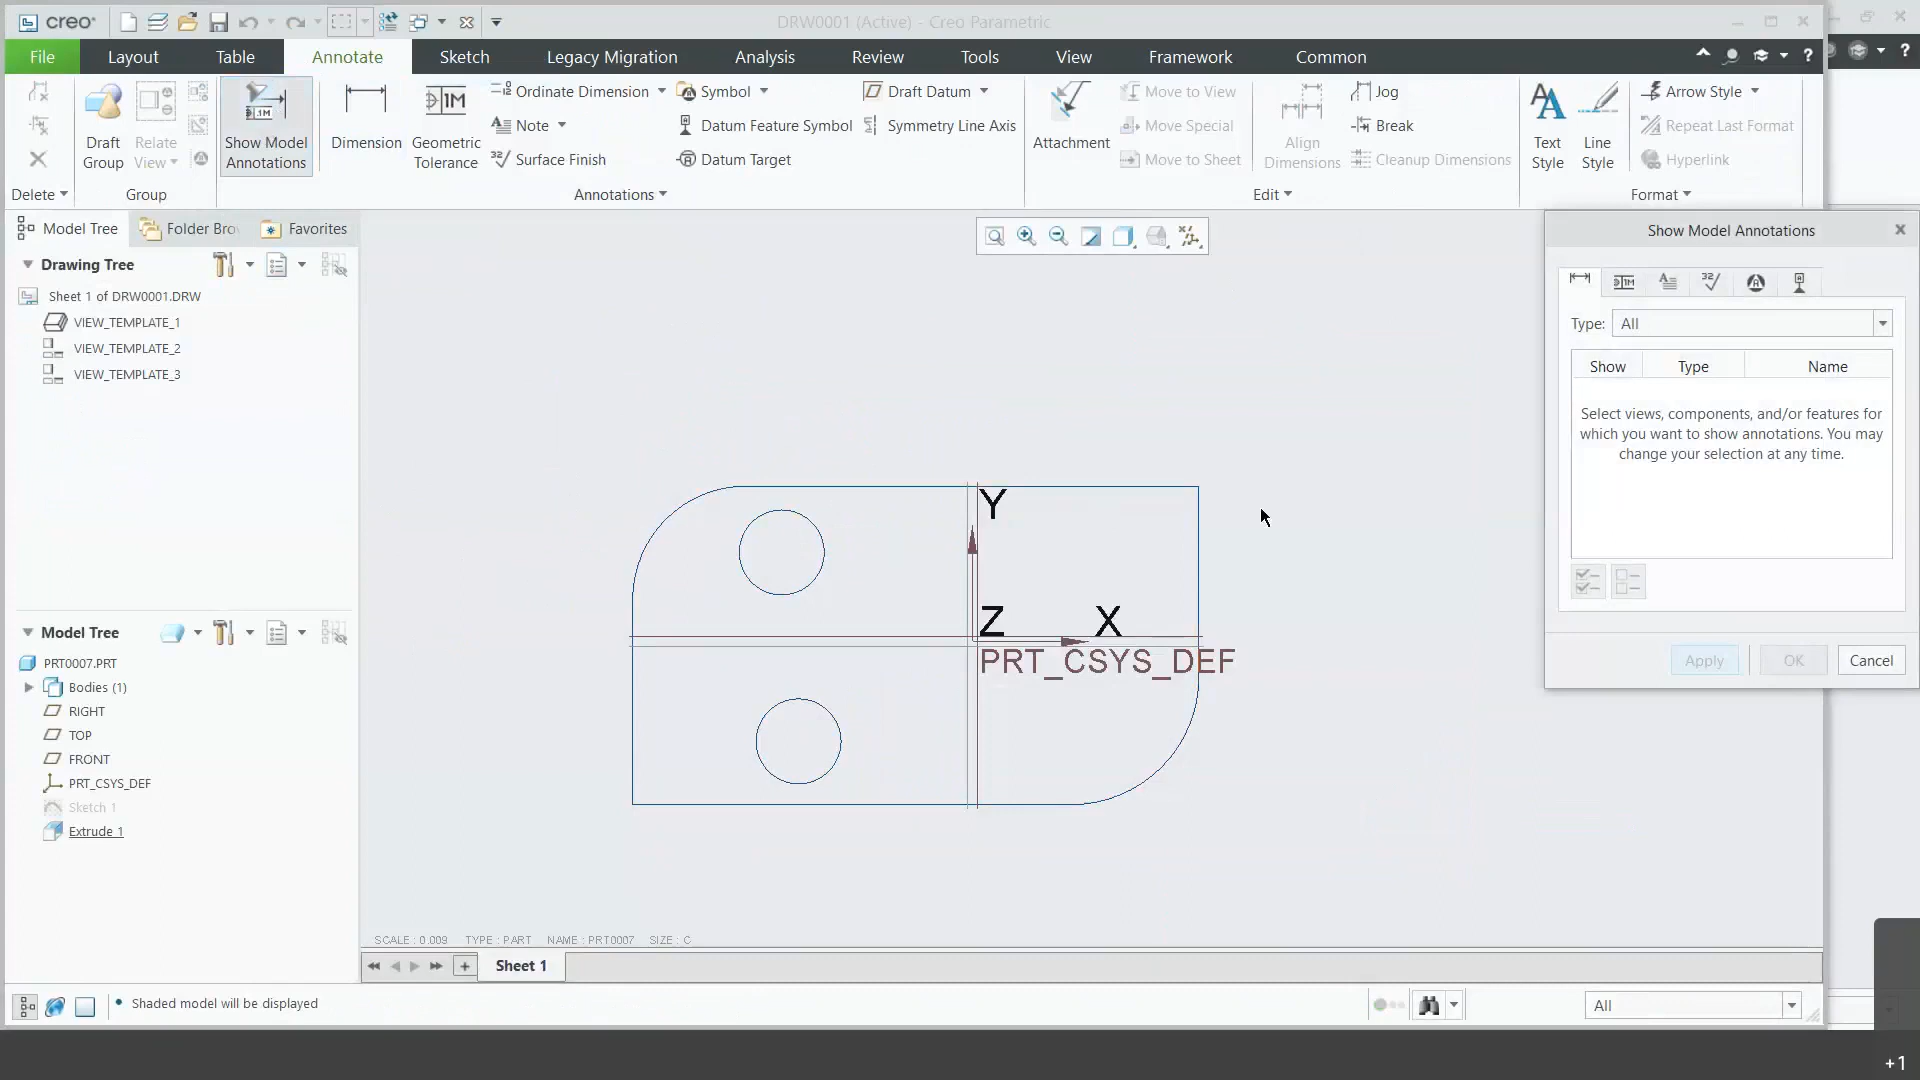 creo
DRW0001 (Active) - Creo Parametric
File
Layout
Table
Annotate
Sketch
Legacy Migration
Analysis
Review
Tools
View
Framework
Common
Draft
Group
Relate
View
Show Model
Annotations
Dimension
Geometric
Tolerance
Ordinate Dimension
Note
Surface Finish
Symbol
Datum Feature Symbol
Datum Target
Draft Datum
Symmetry Line Axis
Attachment
Move to View
Move Special
Move to Sheet
Align
Dimensions
Jog
Break
Cleanup Dimensions
Text
Style
Line
Style
Arrow Style
Repeat Last Format
Hyperlink
Delete
Group
Annotations
Edit
Format
Model Tree
Folder Bro
Favorites
Drawing Tree
Sheet 1 of DRW0001.DRW
VIEW_TEMPLATE_1
VIEW_TEMPLATE_2
VIEW_TEMPLATE_3
Model Tree
PRT0007.PRT
Bodies (1)
RIGHT
TOP
FRONT
PRT_CSYS_DEF
Sketch 1
Extrude 1
Y
Z
X
PRT_CSYS_DEF
SCALE : 0.009 TYPE : PART NAME : PRT0007 SIZE : C
Sheet 1
Shaded model will be displayed
All
Show Model Annotations
Type:
All
Show
Type
Name
Select views, components, and/or features for
which you want to show annotations. You may
change your selection at any time.
Apply
OK
Cancel
+1